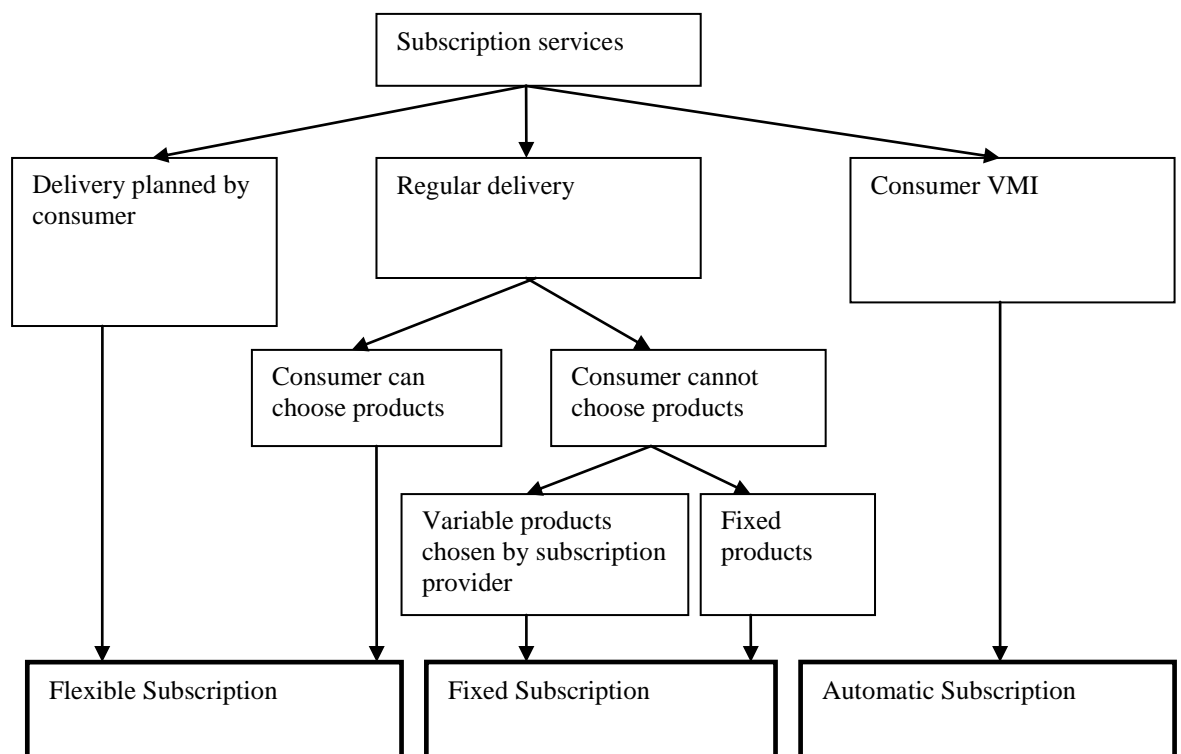 Subscription services
Delivery planned by
consumer
Regular delivery
Consumer VMI
Consumer can
choose products
Consumer cannot
choose products
Variable products
chosen by subscription
provider
Fixed
products
Flexible Subscription
Fixed Subscription
Automatic Subscription